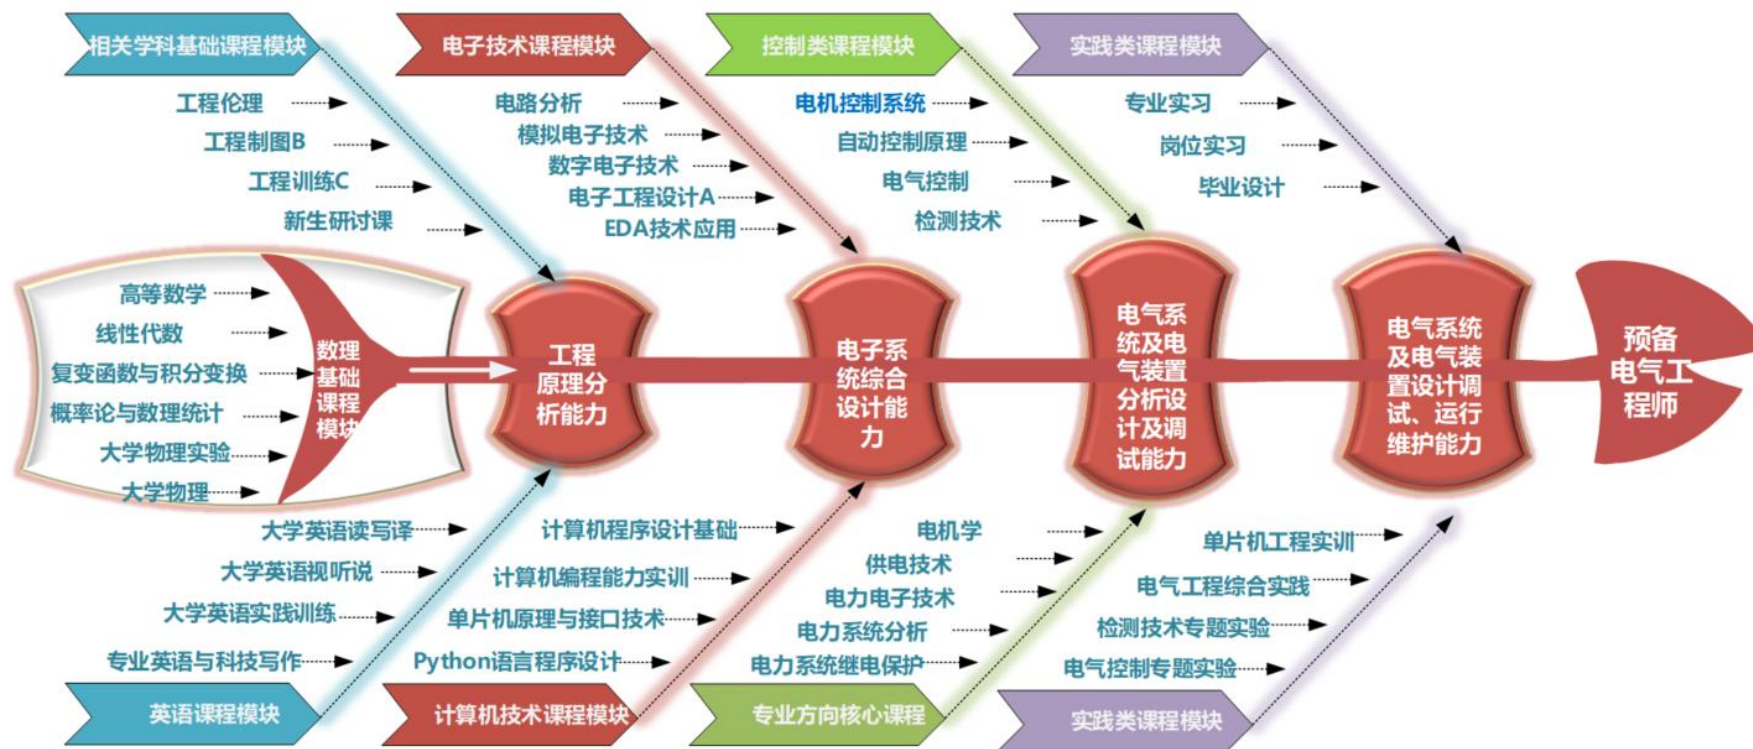 相关学科基础课程模块
电子技术课程模块
控制类课程模块
实践类课程模块
工程伦理
工程制图B
工程训练C
新生研讨课
电路分析
模拟电子技术
数字电子技术
电子工程设计A
EDA技术应用
电机控制系统
自动控制原理
电气控制
检测技术
专业实习
岗位实习
毕业设计
高等数学
线性代数
复变函数与积分变换
概率论与数理统计
大学物理实验
大学物理
数理
基础
课程
模块
工程
原理分
析能力
电子系
统综合
设计能
力
电气系
统及电
气装置
分析设
计及调
试能力
电气系统
及电气装
置设计调
试、运行
维护能力
预备
电气工
程师
大学英语读写译
大学英语视听说
大学英语实践训练
专业英语与科技写作
计算机程序设计基础
计算机编程能力实训
单片机原理与接口技术
Python语言程序设计
电机学
供电技术
电力电子技术
电力系统分析
电力系统继电保护
单片机工程实训
电气工程综合实践
检测技术专题实验
电气控制专题实验
英语课程模块
计算机技术课程模块
专业方向核心课程
实践类课程模块